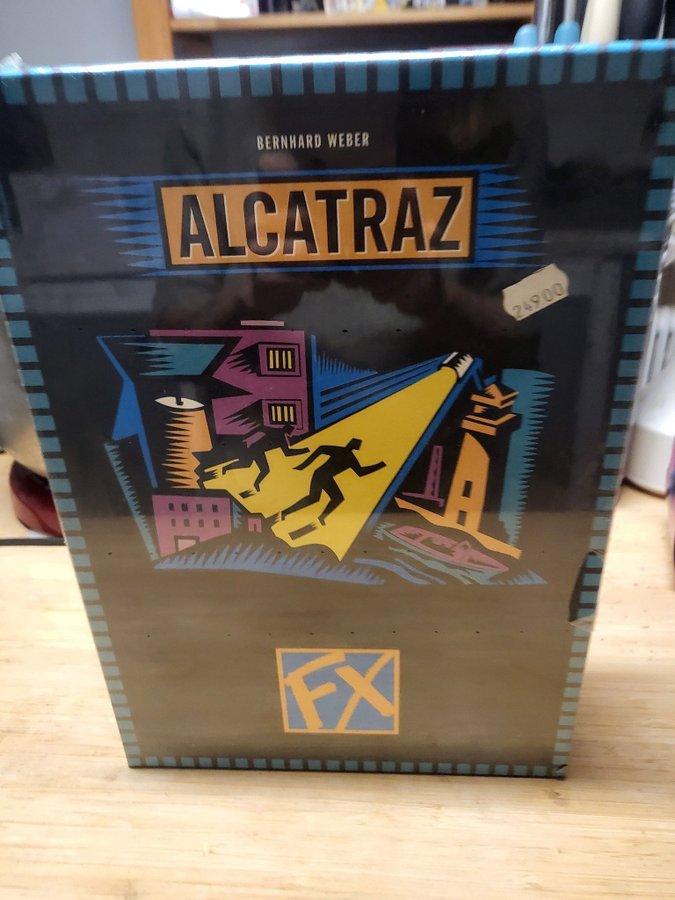 BERNHARD WEBER
ALCATRAZ
24900
FX